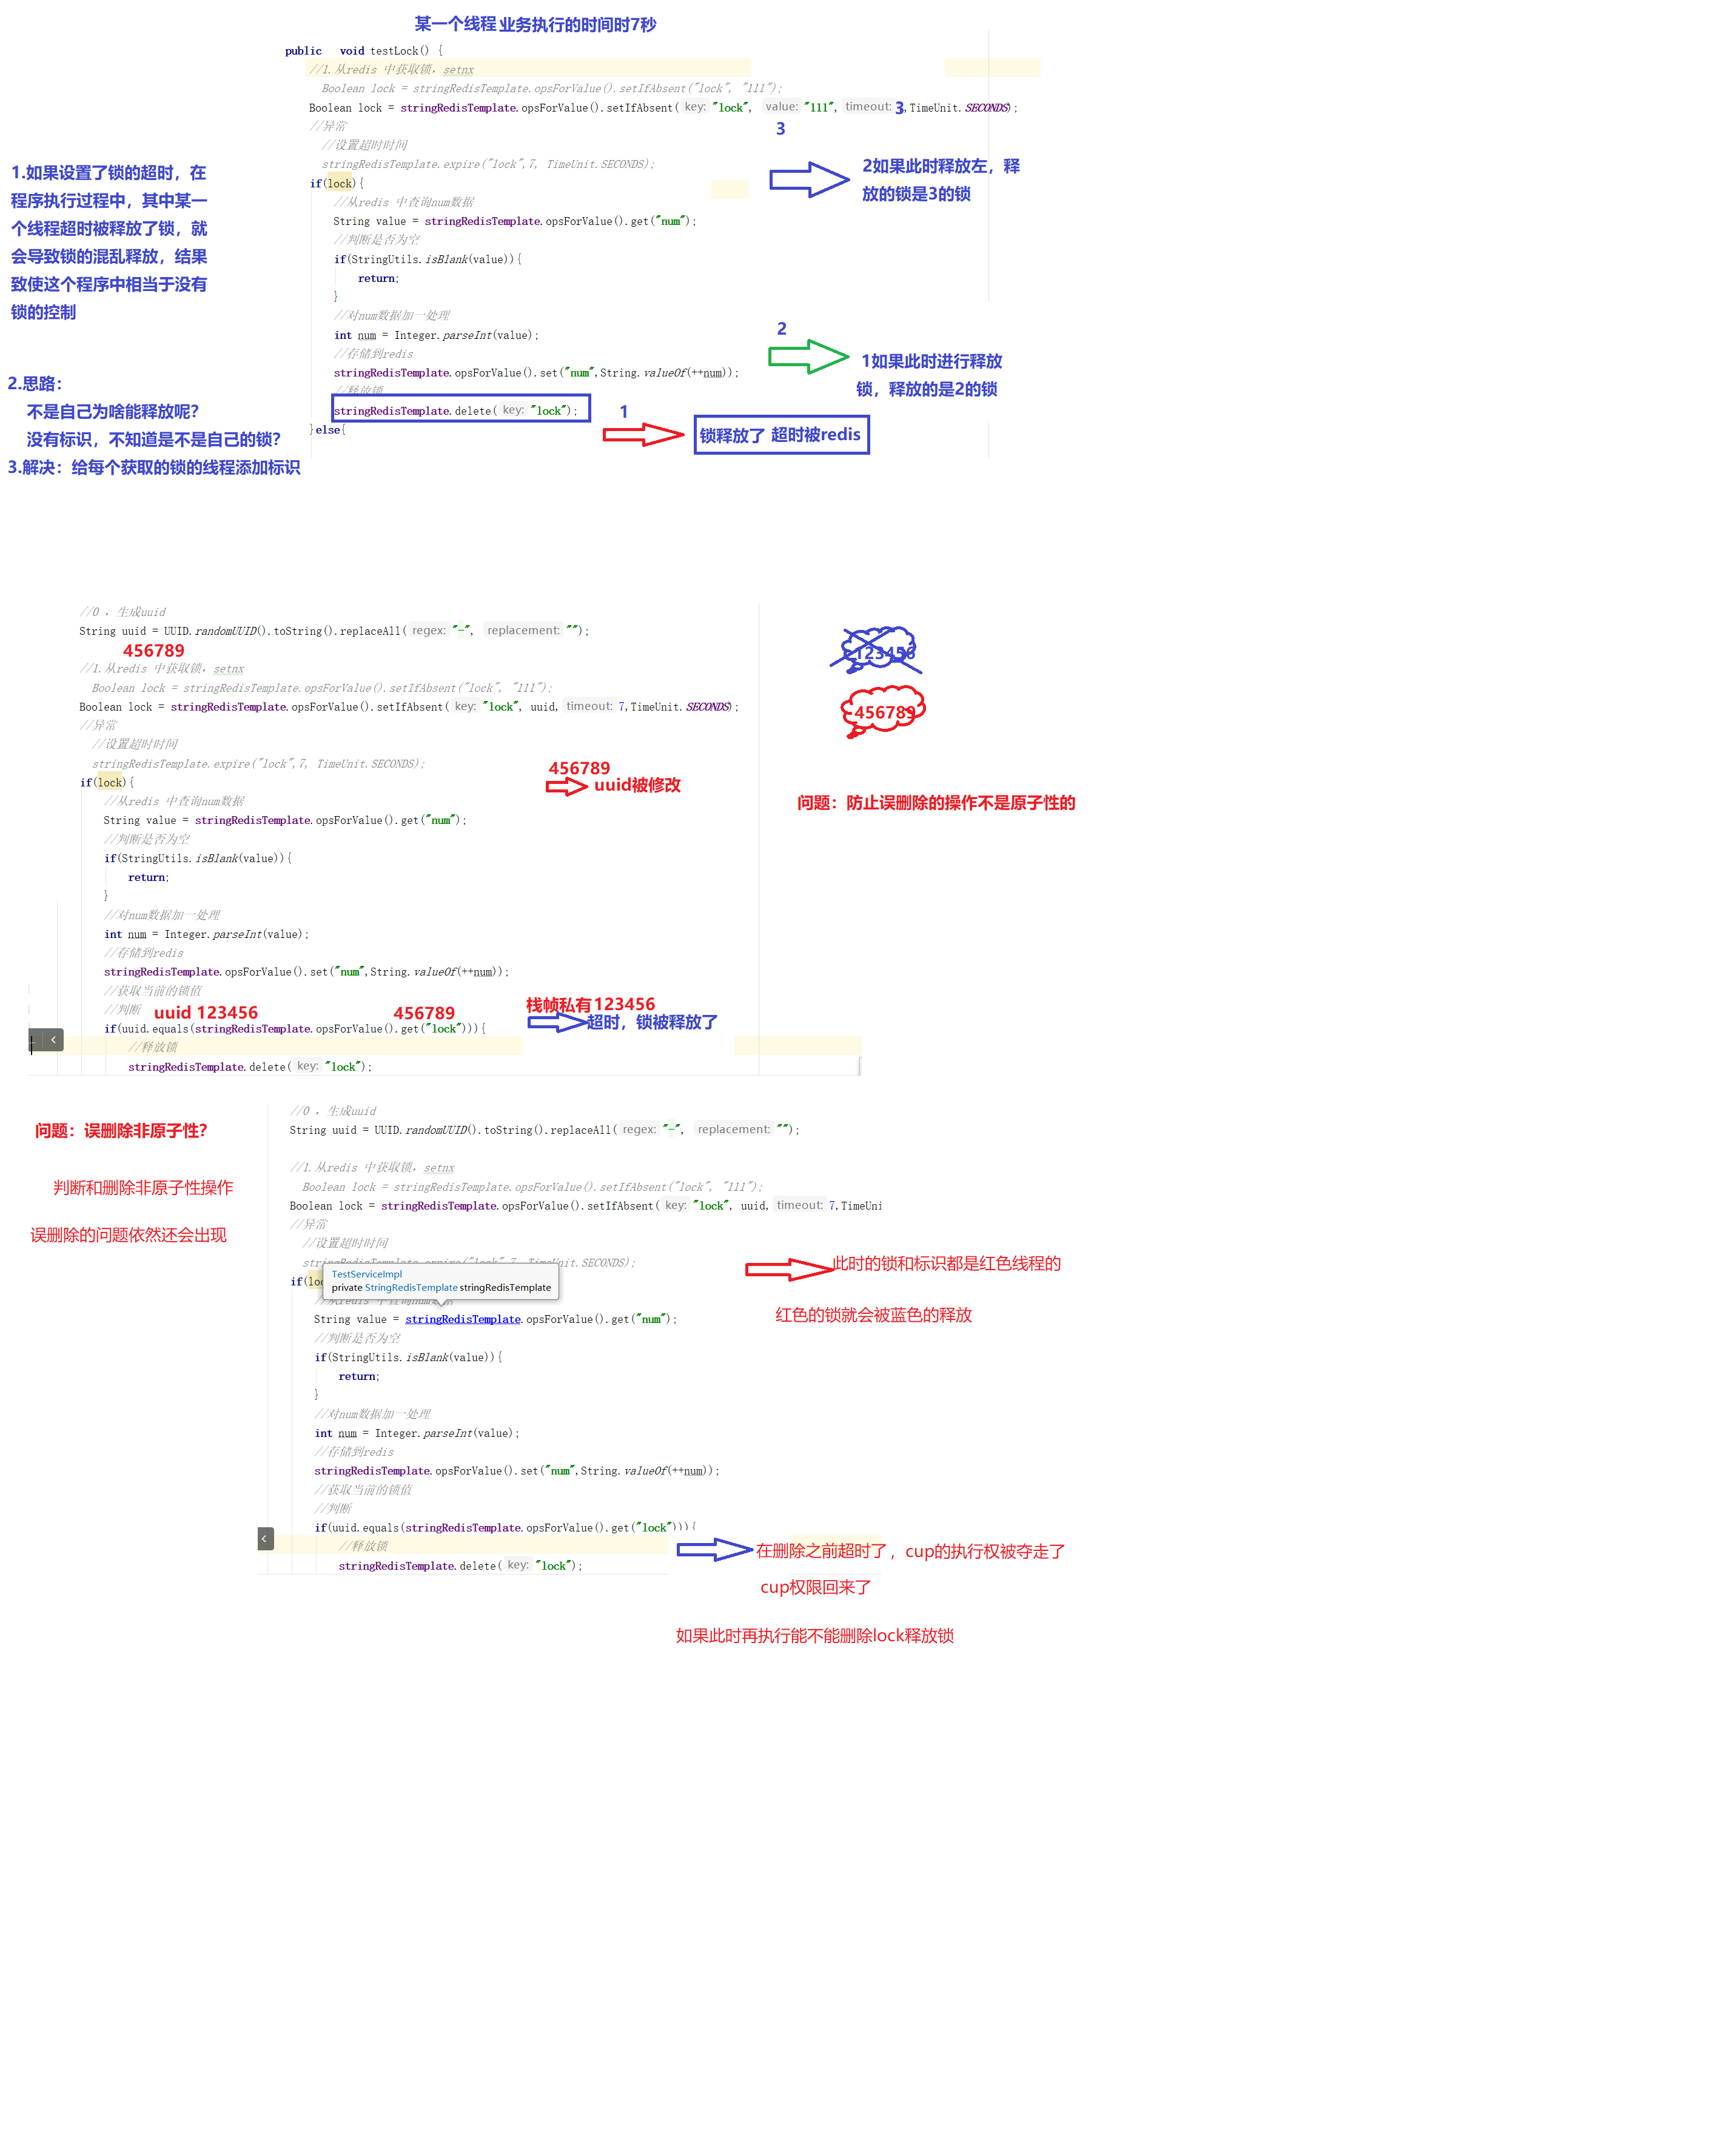 某一个线程业务执行的时间时7秒
public void testLock() {
//1.从redis 中获取锁，setnx
Boolean lock = stringRedisTemplate.opsForValue().setIfAbsent("lock", "111");
Boolean lock = stringRedisTemplate.opsForValue().setIfAbsent( key: "lock", value: "111", timeout: 3,TimeUnit.SECONDS);
//异常
3
//设置超时时间
stringRedisTemplate.expire("lock",7, TimeUnit.SECONDS);
if(lock){
//从redis 中查询num数据
String value = stringRedisTemplate.opsForValue().get("num");
//判断是否为空
if(StringUtils.isBlank(value)){
return;
}
//对num数据加一处理
int num = Integer.parseInt(value);
//存储到redis
stringRedisTemplate.opsForValue().set("num",String.valueOf(++num));
//释放锁
stringRedisTemplate.delete( key: "lock");
}else{
1.如果设置了锁的超时，在
程序执行过程中，其中某一
个线程超时被释放了锁，就
会导致锁的混乱释放，结果
致使这个程序中相当于没有
锁的控制
2.思路：
不是自己为啥能释放呢？
没有标识，不知道是不是自己的锁？
3.解决：给每个获取的锁的线程添加标识
2如果此时释放左，释
放的锁是3的锁
2
1如果此时进行释放
锁，释放的是2的锁
1
锁释放了 超时被redis
//0 ，生成uuid
String uuid = UUID.randomUUID().toString().replaceAll( regex: "-", replacement: "");
456789
//1.从redis 中获取锁，setnx
Boolean lock = stringRedisTemplate.opsForValue().setIfAbsent("lock", "111");
Boolean lock = stringRedisTemplate.opsForValue().setIfAbsent( key: "lock", uuid, timeout: 7,TimeUnit.SECONDS);
//异常
//设置超时时间
stringRedisTemplate.expire("lock",7, TimeUnit.SECONDS);
if(lock){
//从redis 中查询num数据
String value = stringRedisTemplate.opsForValue().get("num");
//判断是否为空
if(StringUtils.isBlank(value)){
return;
}
//对num数据加一处理
int num = Integer.parseInt(value);
//存储到redis
stringRedisTemplate.opsForValue().set("num",String.valueOf(++num));
//获取当前的锁值
//判断
uuid 123456
456789
if(uuid.equals(stringRedisTemplate.opsForValue().get("lock"))){
//释放锁
stringRedisTemplate.delete( key: "lock");
456789
uuid被修改
栈帧私有123456
超时，锁被释放了
123456
456789
问题：防止误删除的操作不是原子性的
问题：误删除非原子性？
判断和删除非原子性操作
误删除的问题依然还会出现
//0 ，生成uuid
String uuid = UUID.randomUUID().toString().replaceAll( regex: "-", replacement: "");
//1.从redis 中获取锁，setnx
Boolean lock = stringRedisTemplate.opsForValue().setIfAbsent("lock", "111");
Boolean lock = stringRedisTemplate.opsForValue().setIfAbsent( key: "lock", uuid, timeout: 7,TimeUni
//异常
//设置超时时间
stringRedisTemplate.expire("lock",7, TimeUnit.SECONDS);
if(loc
TestServiceImpl
private StringRedisTemplate stringRedisTemplate
//从redis 中查询num数据
String value = stringRedisTemplate.opsForValue().get("num");
//判断是否为空
if(StringUtils.isBlank(value)){
return;
}
//对num数据加一处理
int num = Integer.parseInt(value);
//存储到redis
stringRedisTemplate.opsForValue().set("num",String.valueOf(++num));
//获取当前的锁值
//判断
if(uuid.equals(stringRedisTemplate.opsForValue().get("lock"))){
//释放锁
stringRedisTemplate.delete( key: "lock");
此时的锁和标识都是红色线程的
红色的锁就会被蓝色的释放
在删除之前超时了，cup的执行权被夺走了
cup权限回来了
如果此时再执行能不能删除lock释放锁